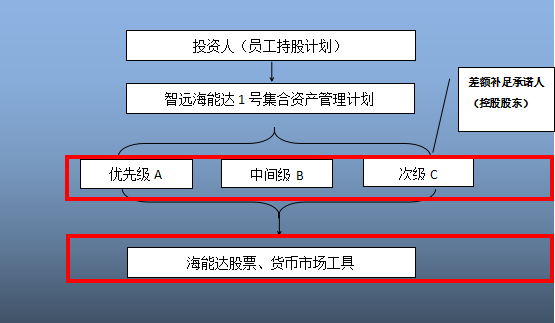 投资人（员工持股计划）
智远海能达 1 号集合资产管理计划
差额补足承诺人
（控股股东）
优先级 A
中间级 B
次级 C
海能达股票、货币市场工具